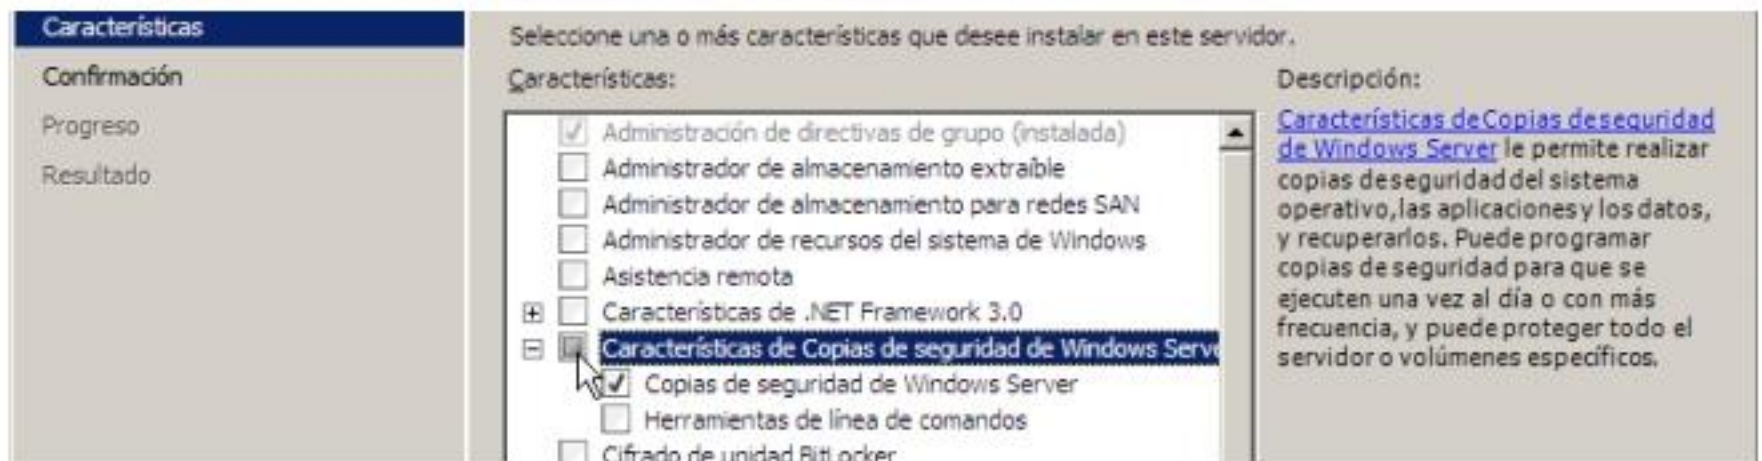 Características
Confirmación
Progreso
Resultado
Seleccione una o más características que desee instalar en este servidor.
Características:
Administración de directivas de grupo (instalada)
Administrador de almacenamiento extraíble
Administrador de almacenamiento para redes SAN
Administrador de recursos del sistema de Windows
Asistencia remota
Características de .NET Framework 3.0
Características de Copias de seguridad de Windows Serve
Copias de seguridad de Windows Server
Herramientas de línea de comandos
Cifrado de unidad BitLocker
Descripción:
Características de Copias de seguridad
de Windows Server le permite realizar
copias de seguridad del sistema
operativo, las aplicaciones y los datos,
y recuperarlos. Puede programar
copias de seguridad para que se
ejecuten una vez al día o con más
frecuencia, y puede proteger todo el
servidor o volúmenes específicos.